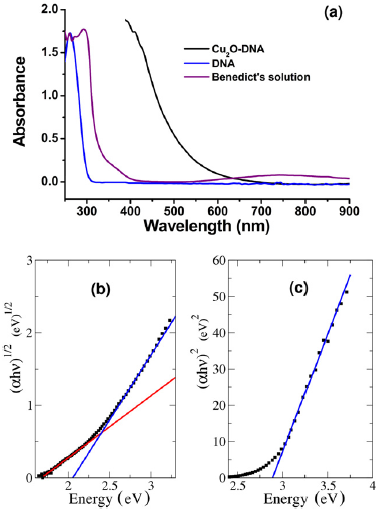 (a)
Cu2O-DNA
DNA
Benedict's solution
Absorbance
1.5
1.0
0.5
0.0
300 400 500 600 700 800 900
Wavelength (nm)
(b)
(αhν)^1/2 (eV)^1/2
3
2
1
0
2 2.5 3
Energy (eV)
(c)
(αhν)^2 (eV)^2
60
50
40
30
20
10
0
2.5 3 3.5 4
Energy (eV)